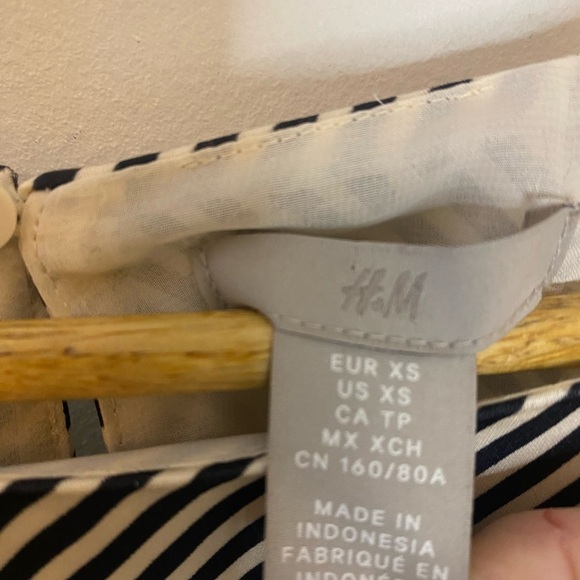 H&M
EUR XS
US XS
CA TP
MX XCH
CN 160/80A
MADE IN
INDONESIA
FABRIQUÉ EN